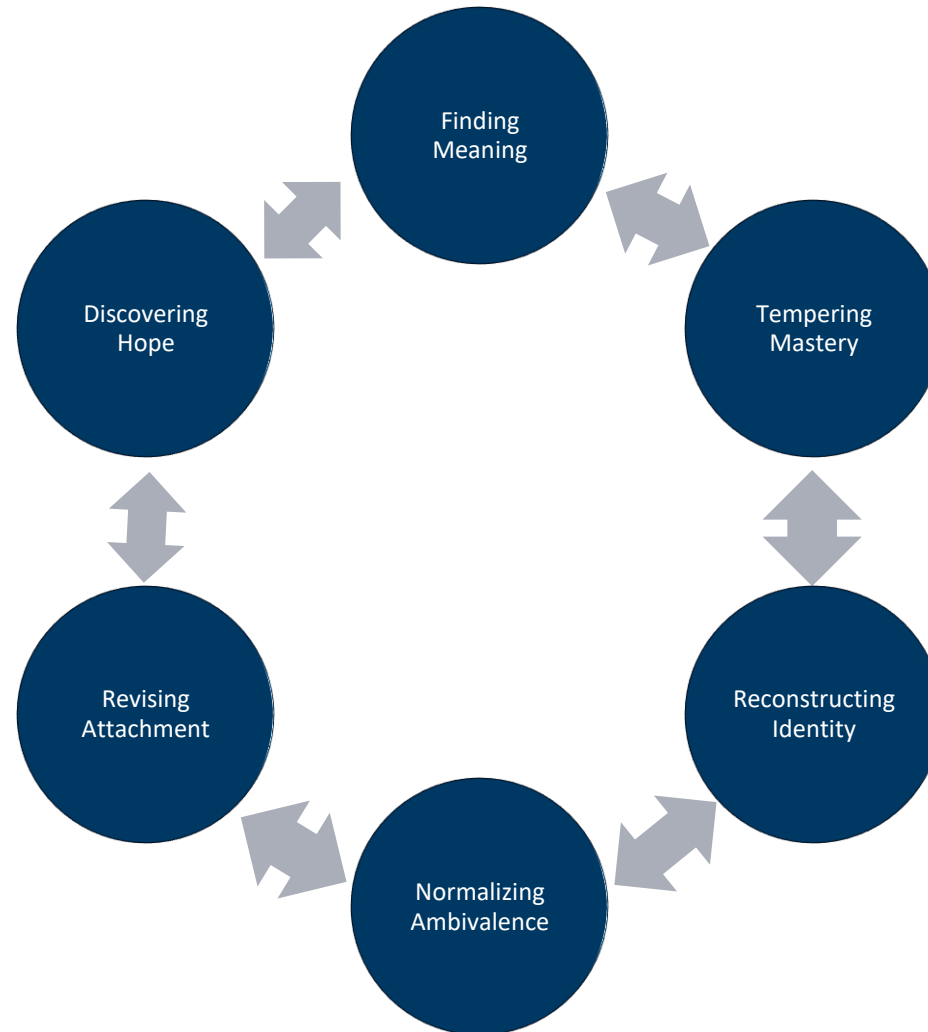 Finding
Meaning
Tempering
Mastery
Reconstructing
Identity
Normalizing
Ambivalence
Revising
Attachment
Discovering
Hope